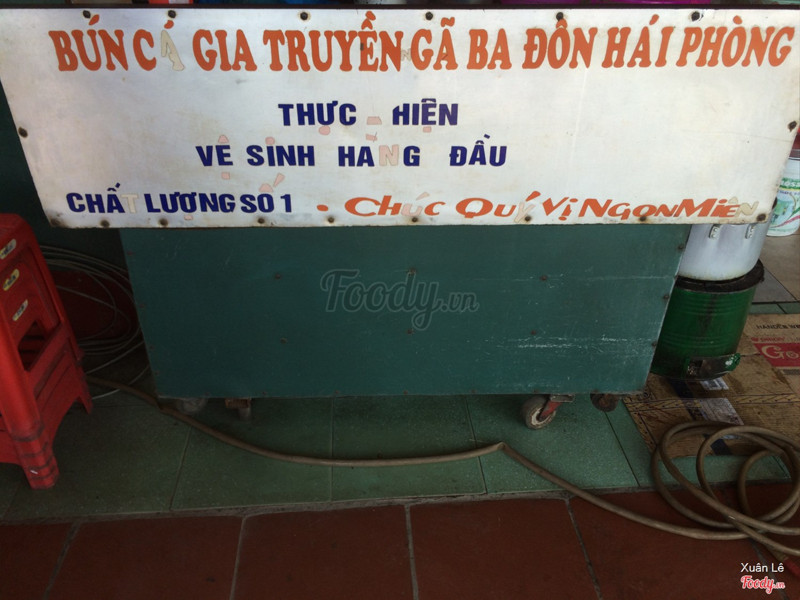 BÚN CÁ GIA TRUYỀN GÃ BA ĐỒN HẢI PHÒNG
THỰC HIỆN
VỆ SINH HÀNG ĐẦU
CHẤT LƯỢNG SỐ 1 • CHÚC QUÝ VỊ NGON MIỆN
Foody.vn
Xuân Lê
Foody.vn